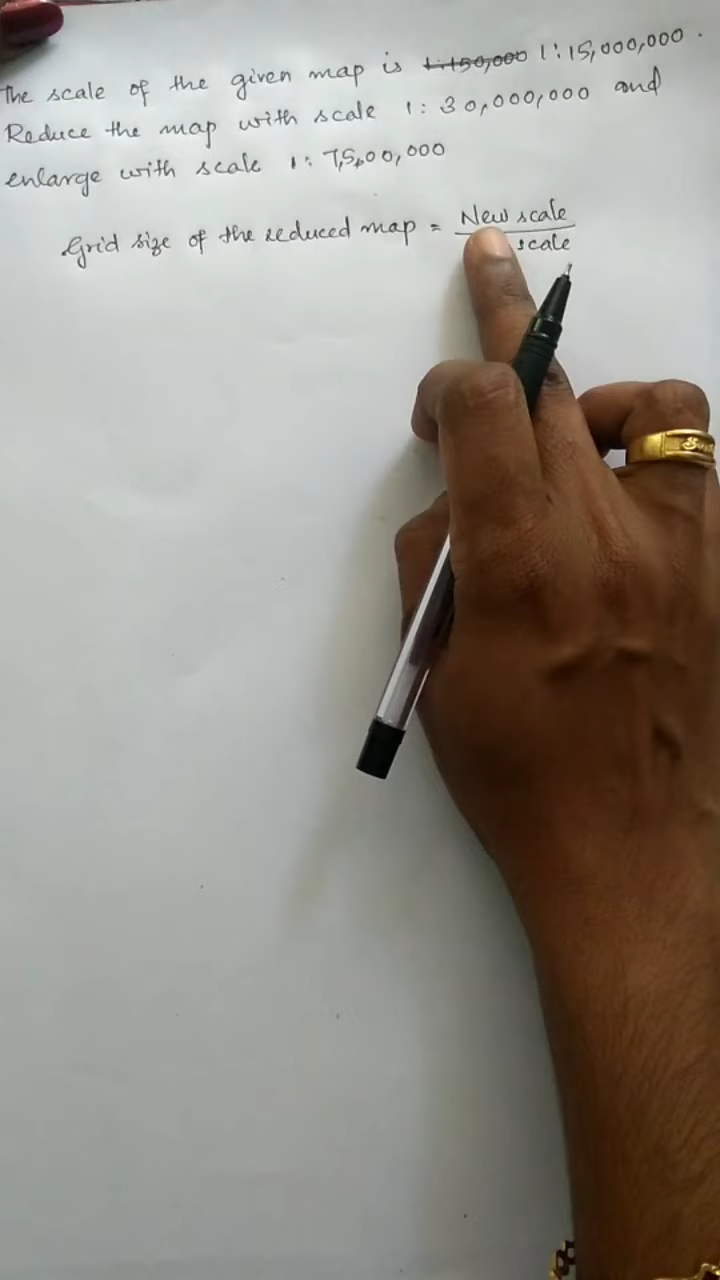 The scale of the given map is 1:150,000 1:15,000,000.
Reduce the map with scale 1:30,000,000 and
enlarge with scale 1:7,500,000
Grid size of the reduced map = New scale
scale